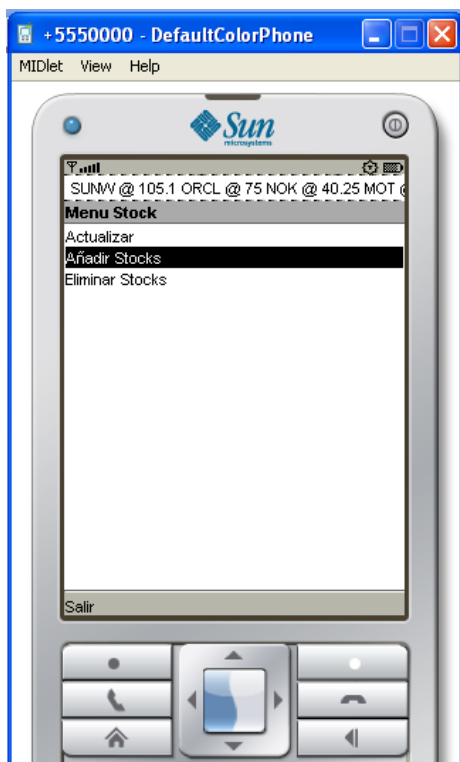 +5550000 - DefaultColorPhone
MIDlet View Help
Sun
microsystems
SUNW @ 105.1 ORCL @ 75 NOK @ 40.25 MOT @
Menu Stock
Actualizar
Añadir Stocks
Eliminar Stocks
Salir